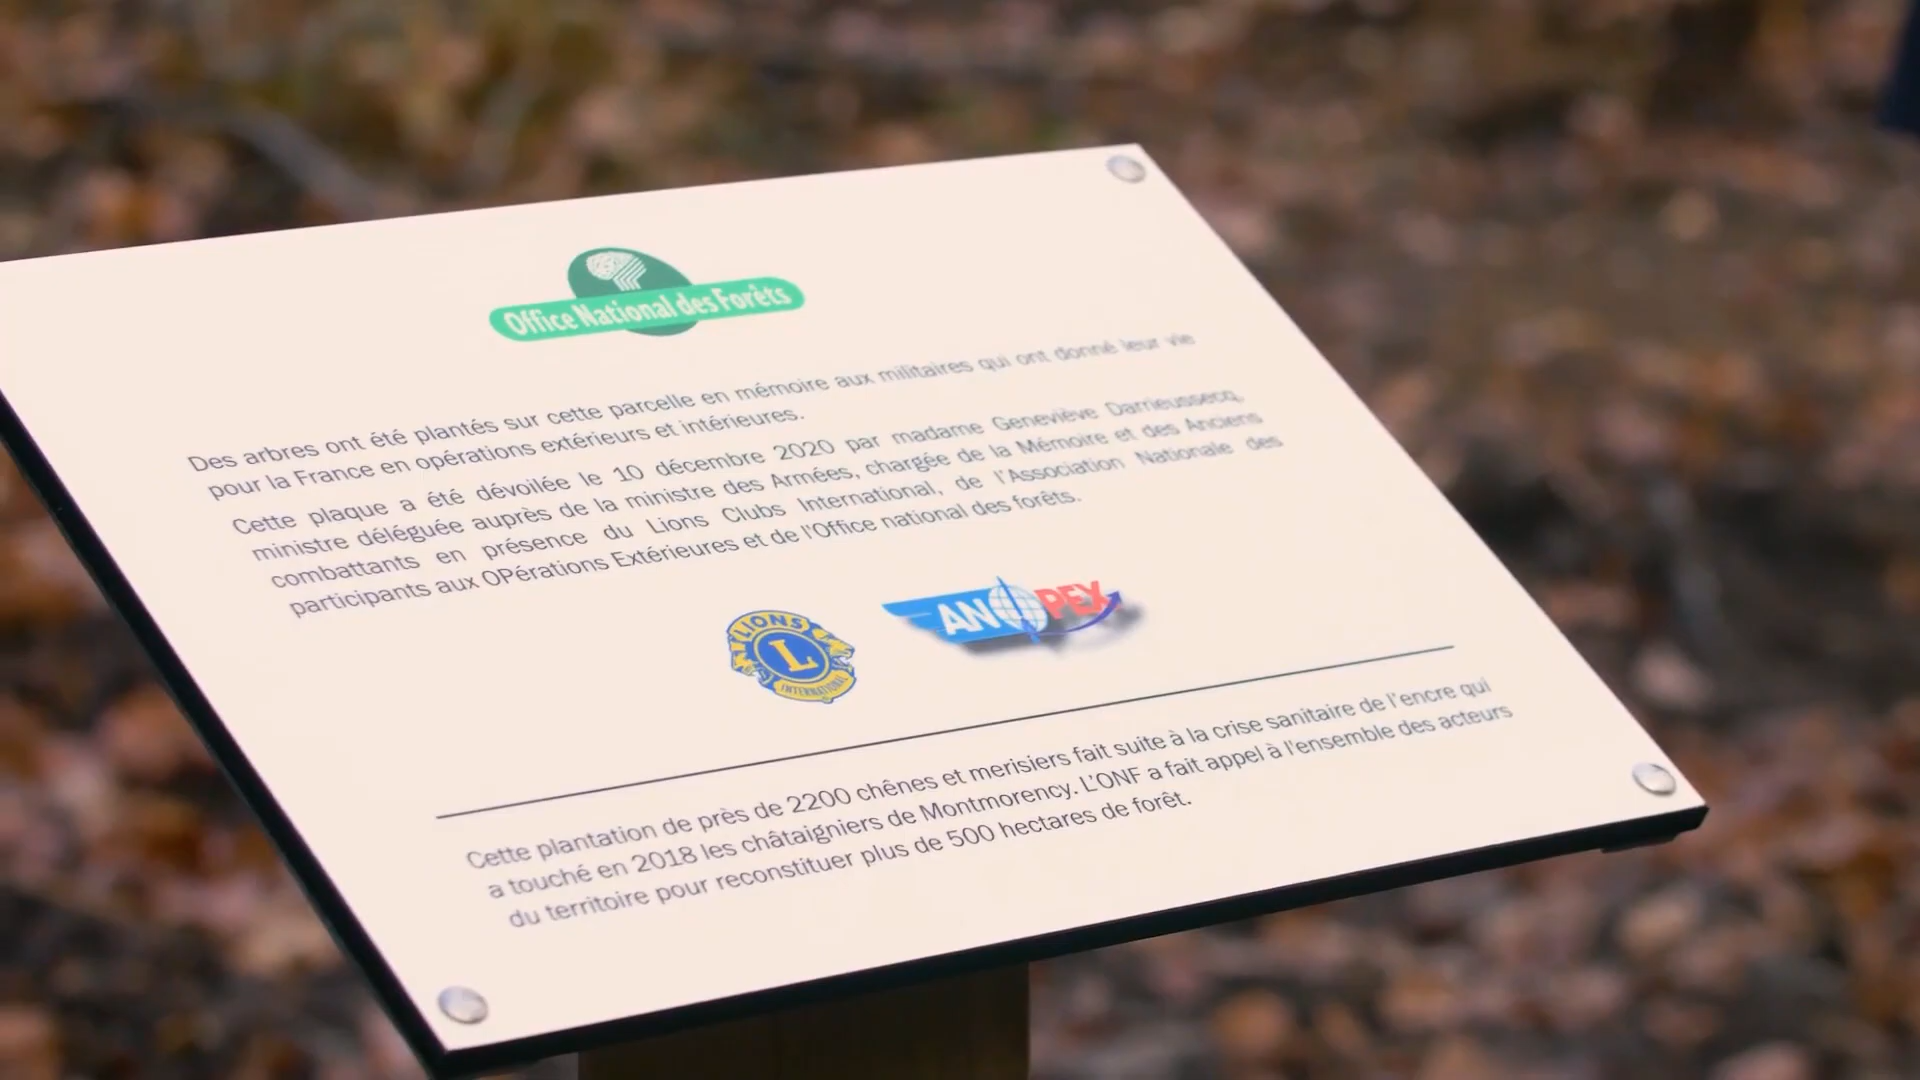 Office National des Forêts
Des arbres ont été plantés sur cette parcelle en mémoire aux militaires qui ont donné leur vie
pour la France en opérations extérieurs et intérieures.
Cette plaque a été dévoilée le 10 décembre 2020 par madame Geneviève Darrieussecq,
ministre déléguée auprès de la ministre des Armées, chargée de la Mémoire et des Anciens
combattants en présence du Lions Clubs International, de l'Association Nationale des
participants aux OPérations Extérieures et de l'Office national des forêts.
LIONS
L
INTERNATIONAL
ANOPEX
Cette plantation de près de 2200 chênes et merisiers fait suite à la crise sanitaire de l'encre qui
a touché en 2018 les châtaigniers de Montmorency. L'ONF a fait appel à l'ensemble des acteurs
du territoire pour reconstituer plus de 500 hectares de forêt.